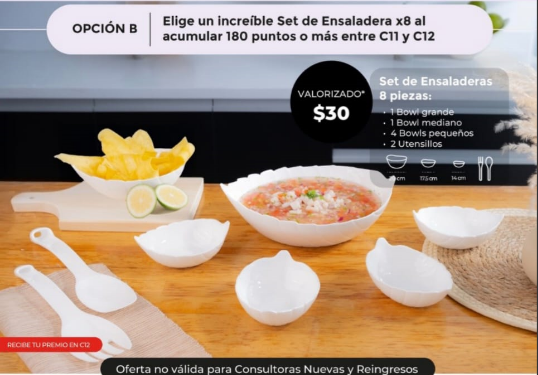 OPCIÓN B
Elige un increíble Set de Ensaladera x8 al
acumular 180 puntos o más entre C11 y C12
VALORIZADO*
$30
Set de Ensaladeras
8 piezas:
• 1 Bowl grande
• 1 Bowl mediano
• 4 Bowls pequeños
• 2 Utensillos
cm
17.5 cm
14 cm
RECIBE TU PREMIO EN C12
Oferta no válida para Consultoras Nuevas y Reingresos